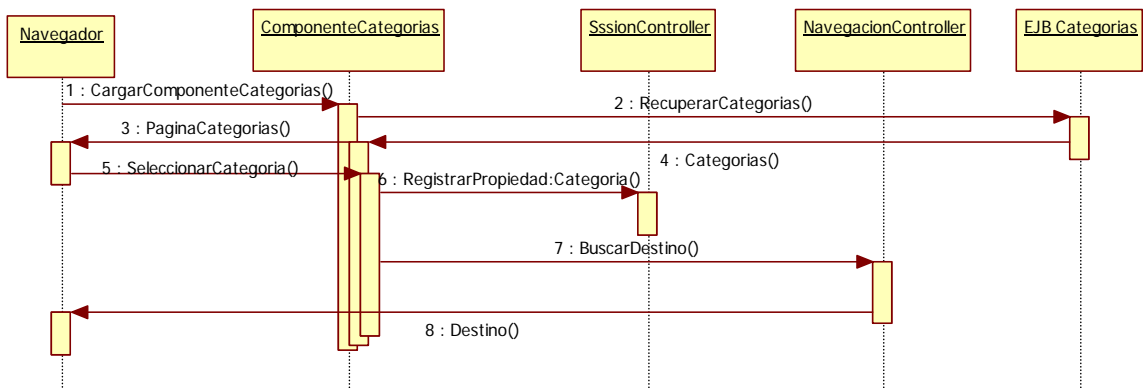 Navegador
ComponenteCategorias
SssionController
NavegacionController
EJB Categorias
1 : CargarComponenteCategorias()
2 : RecuperarCategorias()
3 : PaginaCategorias()
4 : Categorias()
5 : SeleccionarCategoria()
6 : RegistrarPropiedad:Categoria()
7 : BuscarDestino()
8 : Destino()